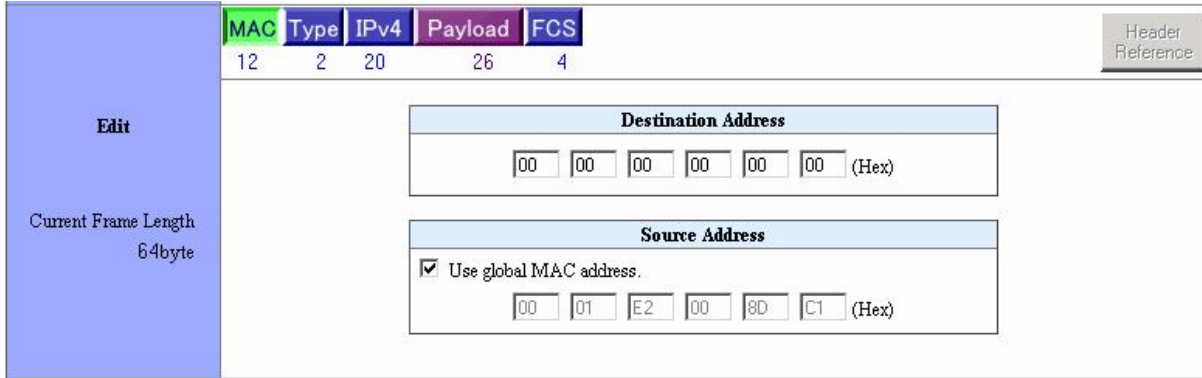 MAC Type IPv4 Payload FCS
12 2 20 26 4
Header
Reference
Edit
Current Frame Length
64byte
Destination Address
00 00 00 00 00 00 (Hex)
Source Address
Use global MAC address.
00 01 E2 00 8D C1 (Hex)